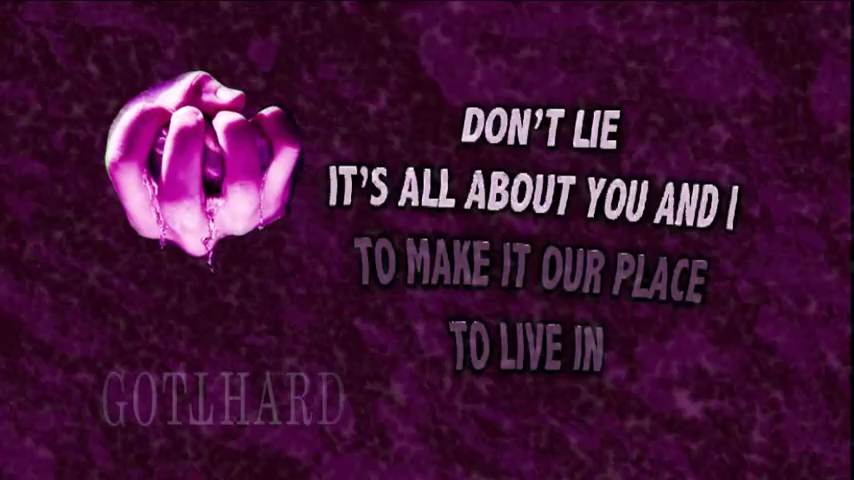 DON'T LIE
IT'S ALL ABOUT YOU AND I
TO MAKE IT OUR PLACE
TO LIVE IN
GOTTHARD